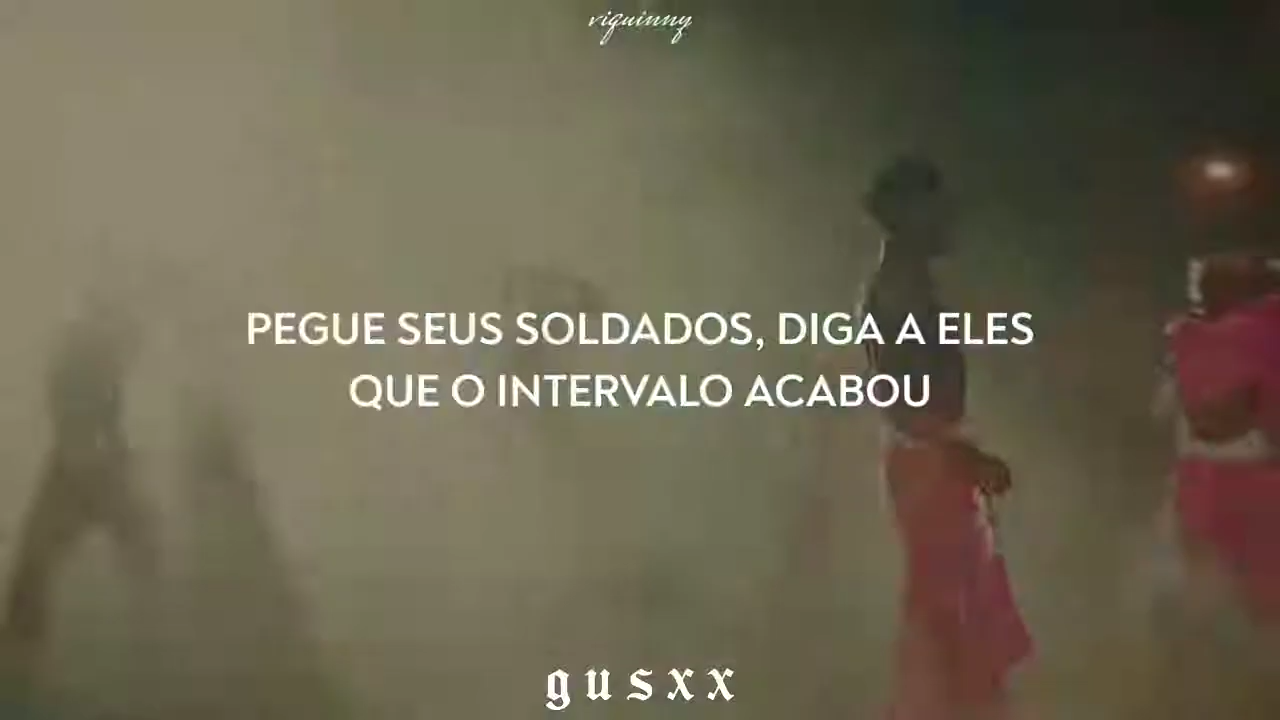 viquinny
PEGUE SEUS SOLDADOS, DIGA A ELES
QUE O INTERVALO ACABOU
gusxx